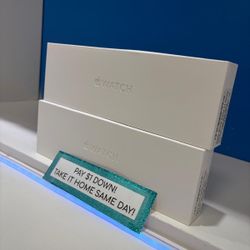 WATCH
WATCH
PAY $1 DOWN!
TAKE IT HOME SAME DAY!